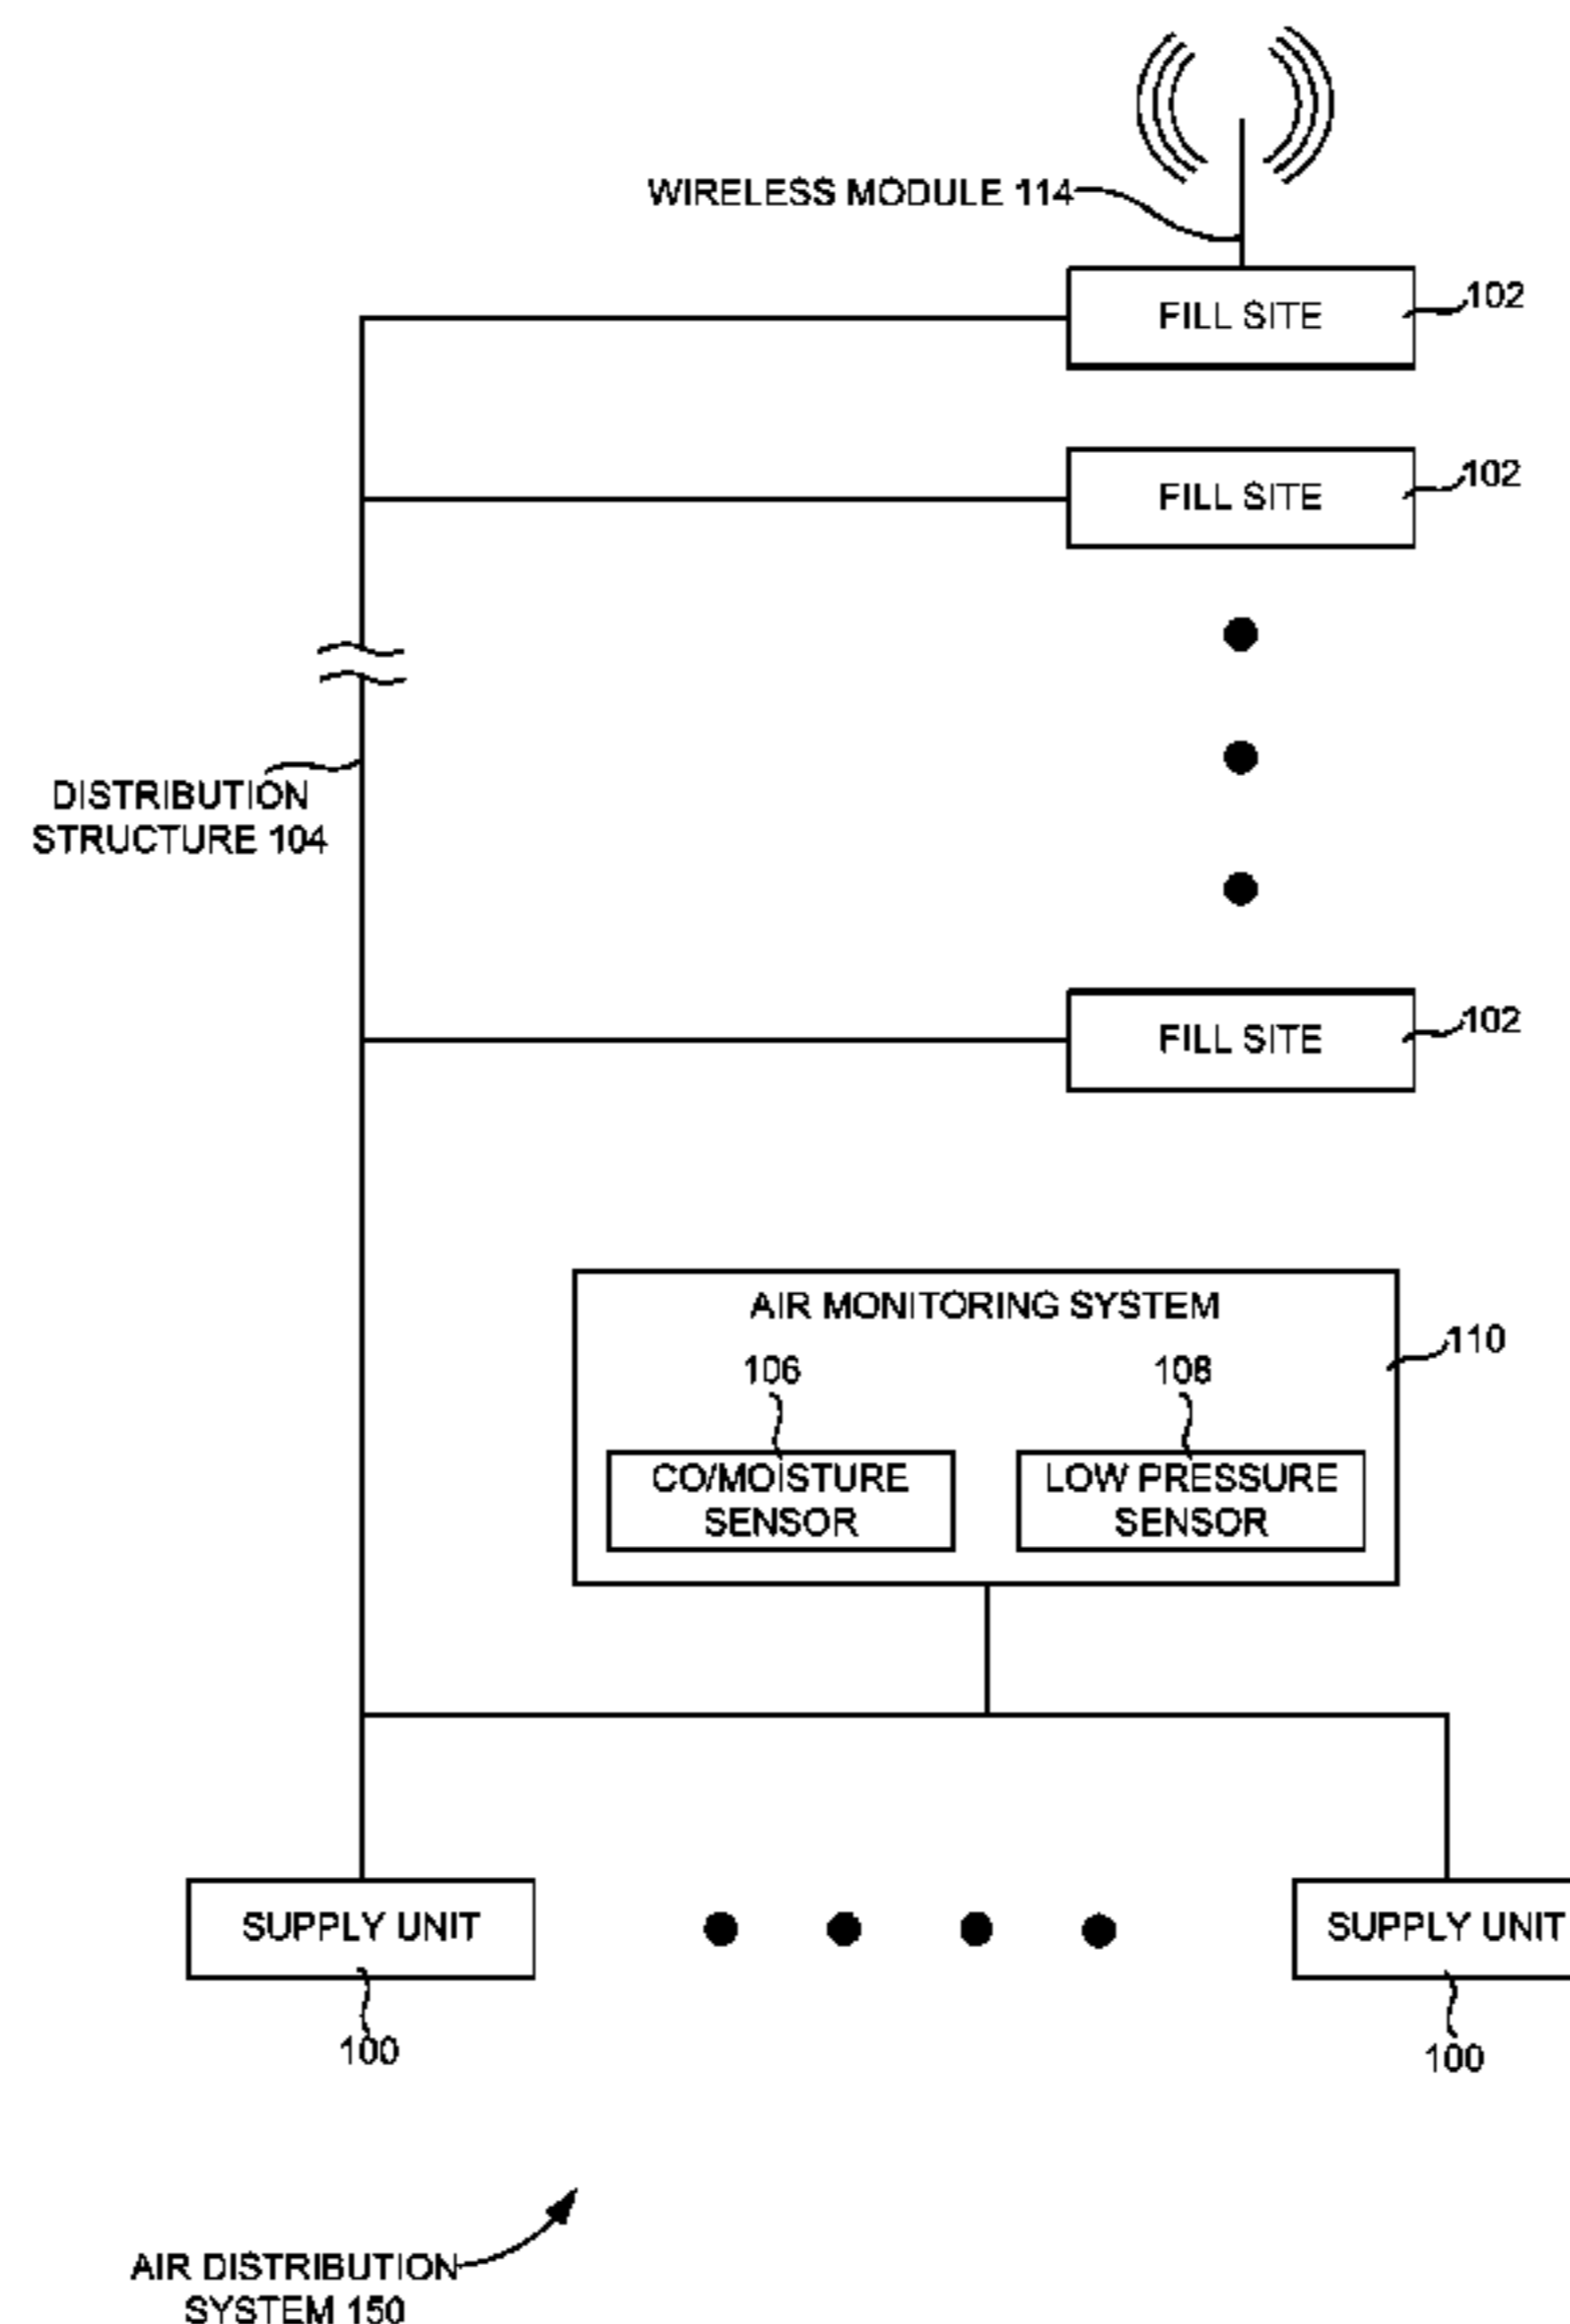 WIRELESS MODULE 114
FILL SITE
102
FILL SITE
102
DISTRIBUTION
STRUCTURE 104
FILL SITE
102
AIR MONITORING SYSTEM
110
106
108
CO/MOISTURE
SENSOR
LOW PRESSURE
SENSOR
SUPPLY UNIT
SUPPLY UNIT
100
100
AIR DISTRIBUTION
SYSTEM 150